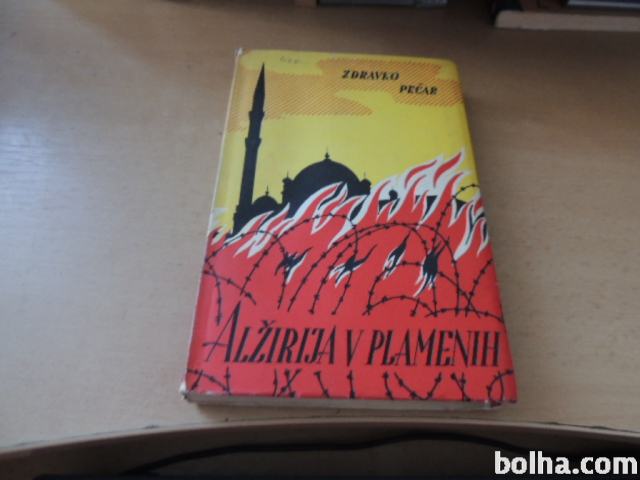 ZDRAVKO
PEČAR
ALŽIRIJA V PLAMENIH
bolha.com